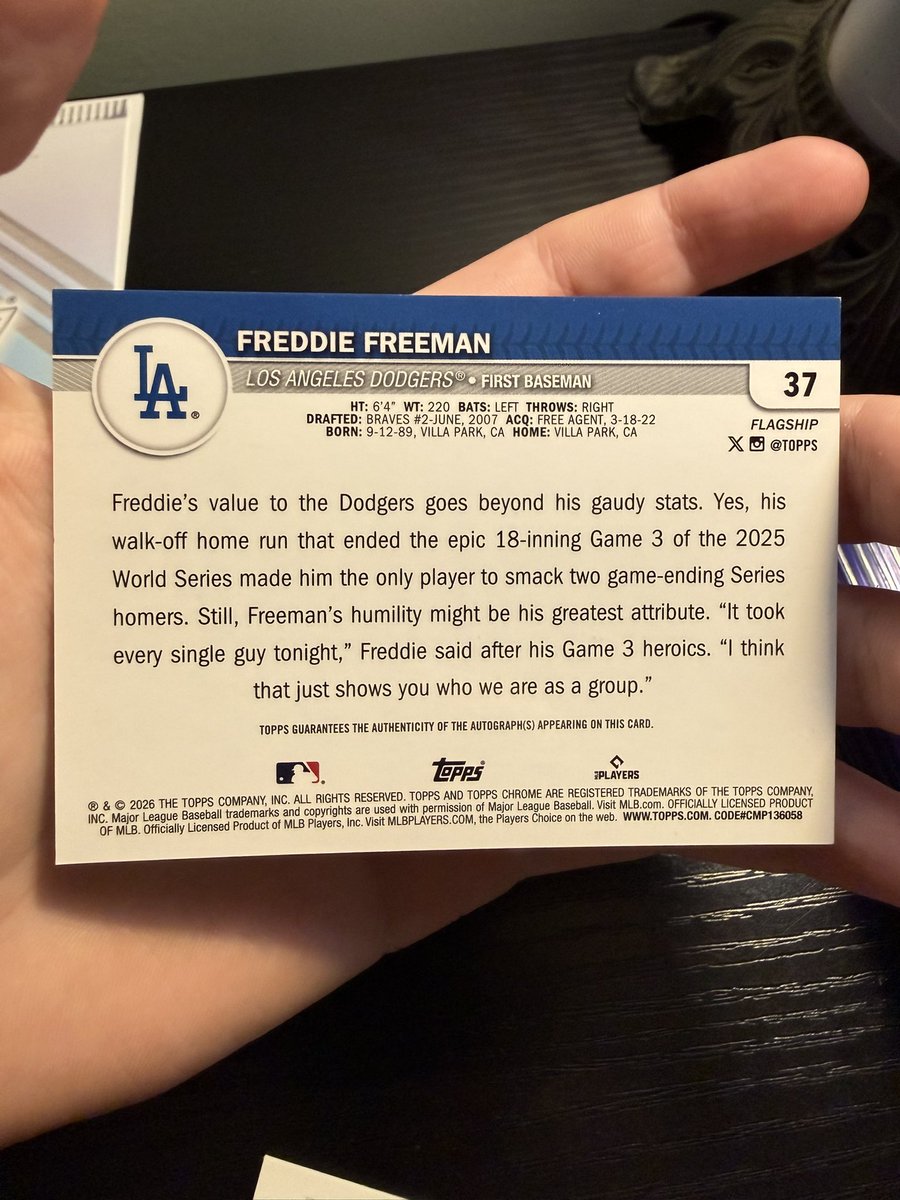 FREDDIE FREEMAN
LA ®
LOS ANGELES DODGERS® • FIRST BASEMAN
37
HT: 6'4" WT: 220 BATS: LEFT THROWS: RIGHT
DRAFTED: BRAVES #2-JUNE, 2007 ACQ: FREE AGENT, 3-18-22
BORN: 9-12-89, VILLA PARK, CA HOME: VILLA PARK, CA
FLAGSHIP
X @TOPPS
Freddie's value to the Dodgers goes beyond his gaudy stats. Yes, his
walk-off home run that ended the epic 18-inning Game 3 of the 2025
World Series made him the only player to smack two game-ending Series
homers. Still, Freeman's humility might be his greatest attribute. “It took
every single guy tonight,” Freddie said after his Game 3 heroics. “I think
that just shows you who we are as a group.”
TOPPS GUARANTEES THE AUTHENTICITY OF THE AUTOGRAPH(S) APPEARING ON THIS CARD.
Topps®
PLAYERS
® & © 2026 THE TOPPS COMPANY, INC. ALL RIGHTS RESERVED. TOPPS AND TOPPS CHROME ARE REGISTERED TRADEMARKS OF THE TOPPS COMPANY,
INC. Major League Baseball trademarks and copyrights are used with permission of Major League Baseball. Visit MLB.com. OFFICIALLY LICENSED PRODUCT
OF MLB. Officially Licensed Product of MLB Players, Inc. Visit MLBPLAYERS.COM, the Players Choice on the web. WWW.TOPPS.COM. CODE#CMP136058